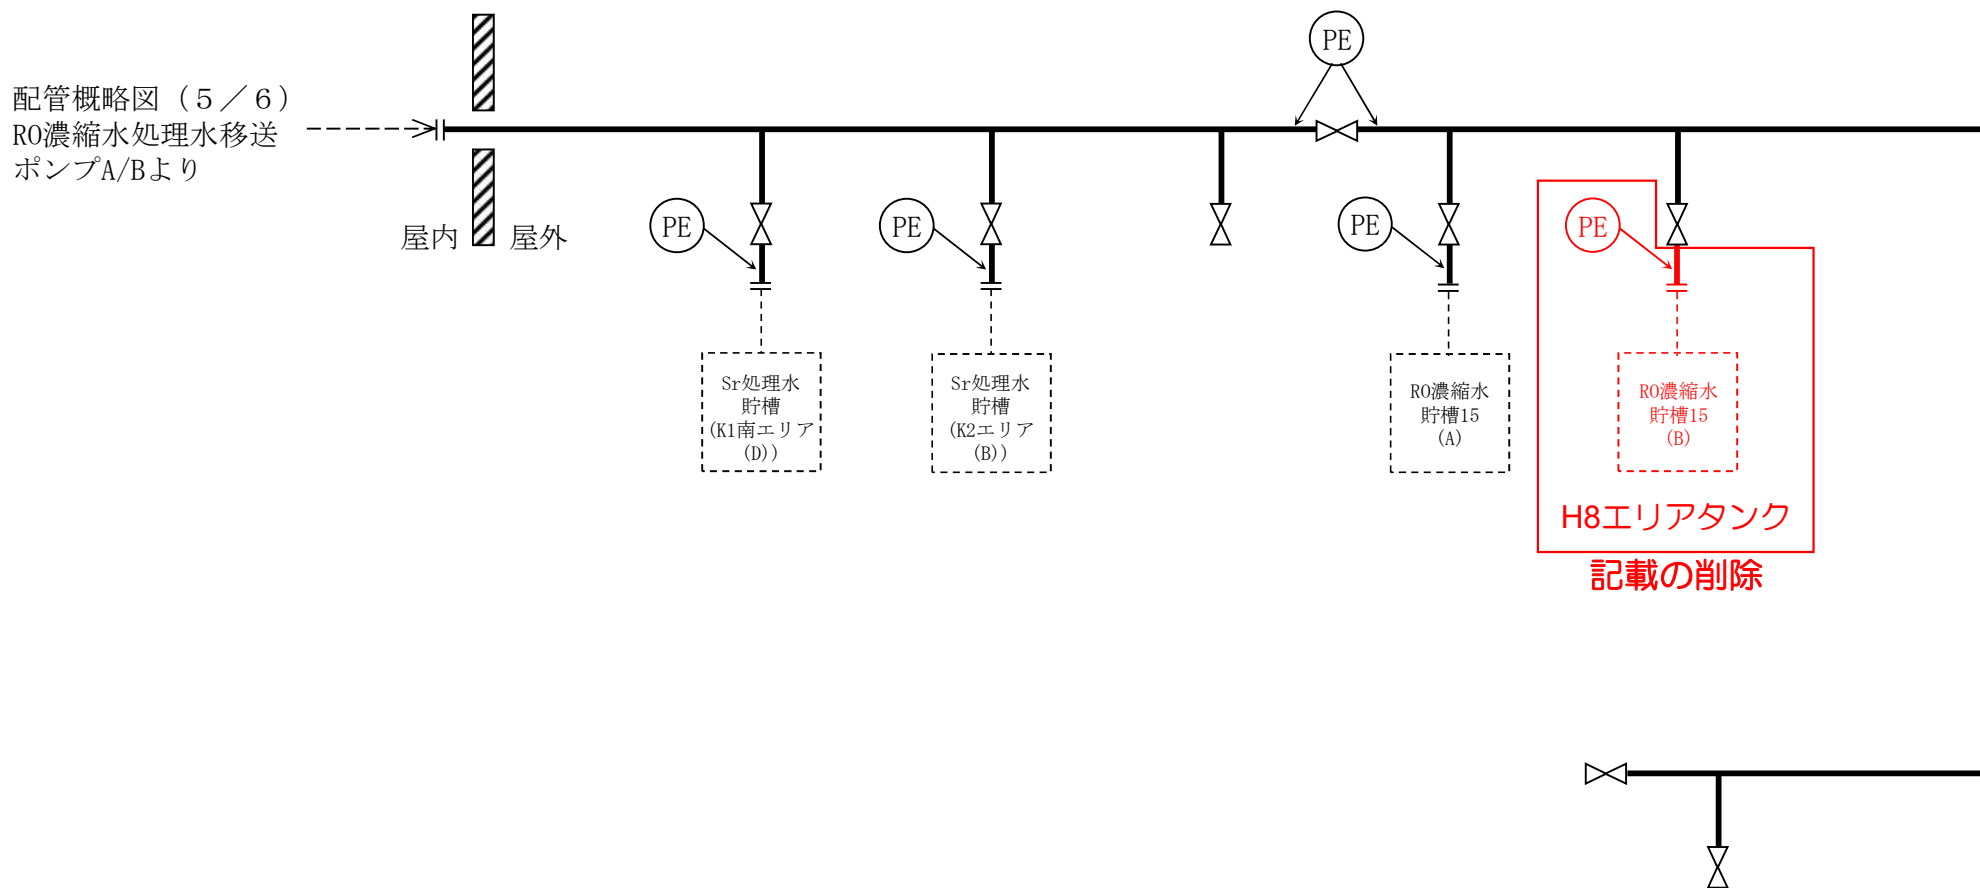 PE
配管概略図（５／６）
RO濃縮水処理水移送
ポンプA/Bより
屋内
屋外
PE
PE
PE
PE
Sr処理水
貯槽
(K1南エリア
(D))
Sr処理水
貯槽
(K2エリア
(B))
RO濃縮水
貯槽15
(A)
RO濃縮水
貯槽15
(B)
H8エリアタンク
記載の削除